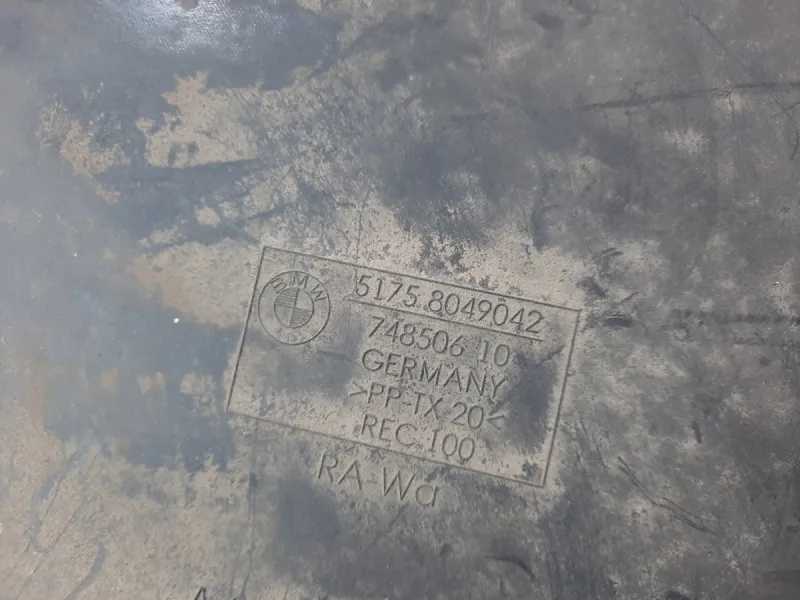 BMW
5175 8049042
748506 10
GERMANY
>PP-TX 20<
REC 100
RA-Wa